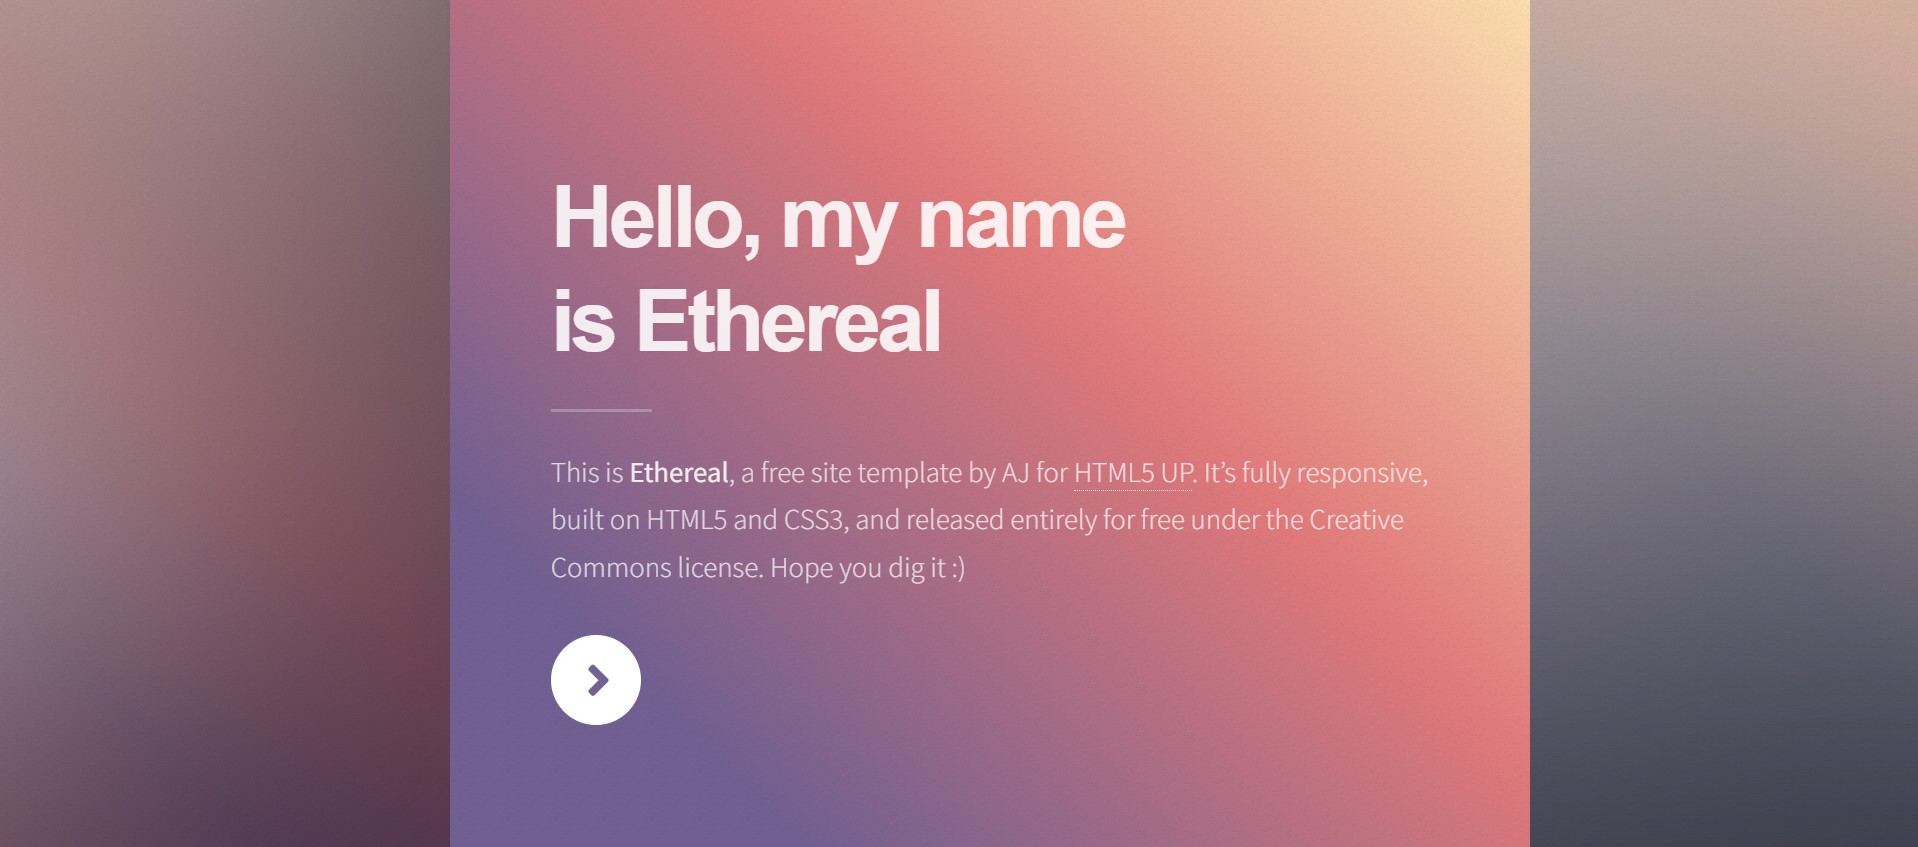 Hello, my name
is Ethereal
This is Ethereal, a free site template by AJ for HTML5 UP. It’s fully responsive,
built on HTML5 and CSS3, and released entirely for free under the Creative
Commons license. Hope you dig it :)